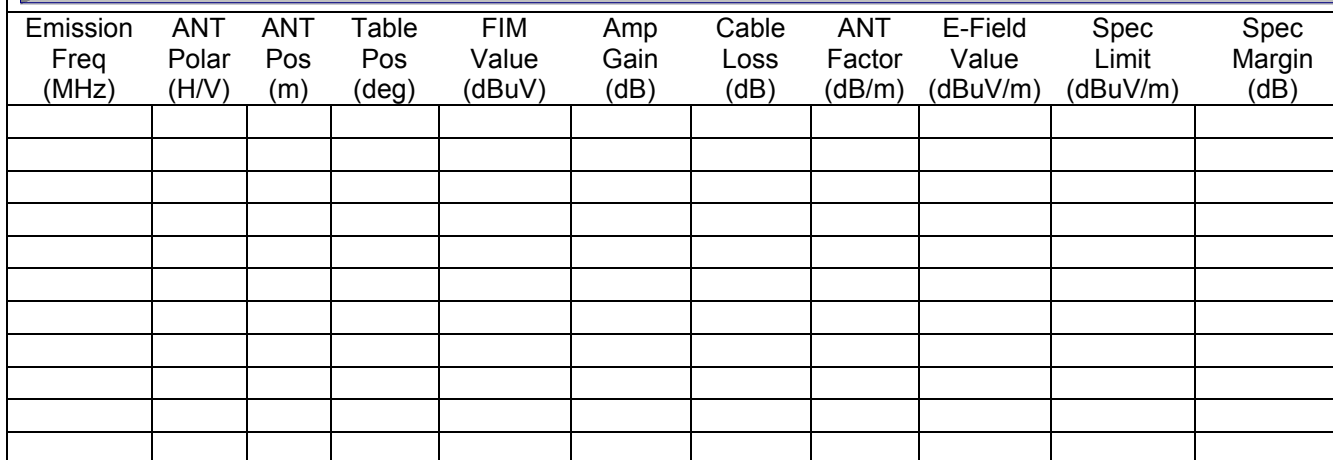 Emission ANT ANT Table FIM Amp Cable ANT E-Field Spec Spec
Freq Polar Pos Pos Value Gain Loss Factor Value Limit Margin
(MHz) (H/V) (m) (deg) (dBuV) (dB) (dB) (dB/m) (dBuV/m) (dBuV/m) (dB)